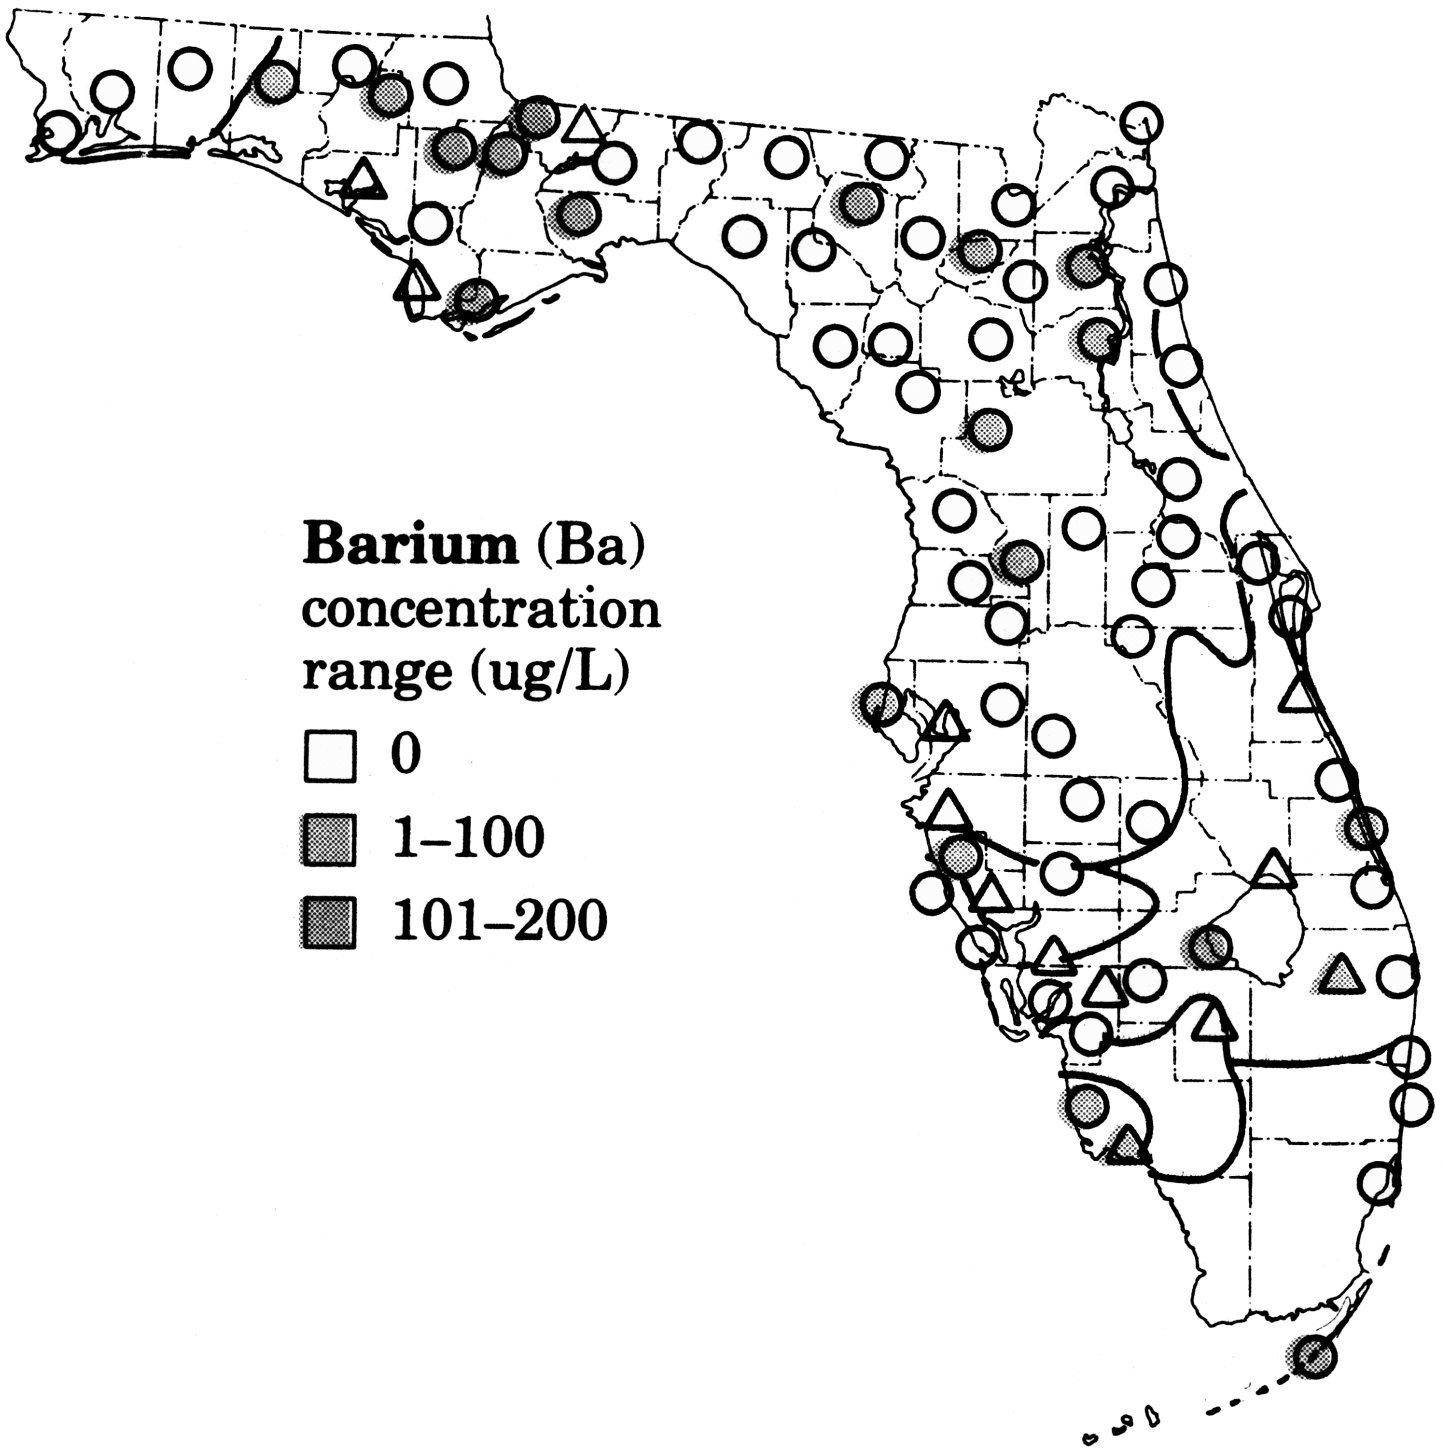 Barium (Ba)
concentration
range (ug/L)
0
1–100
101–200